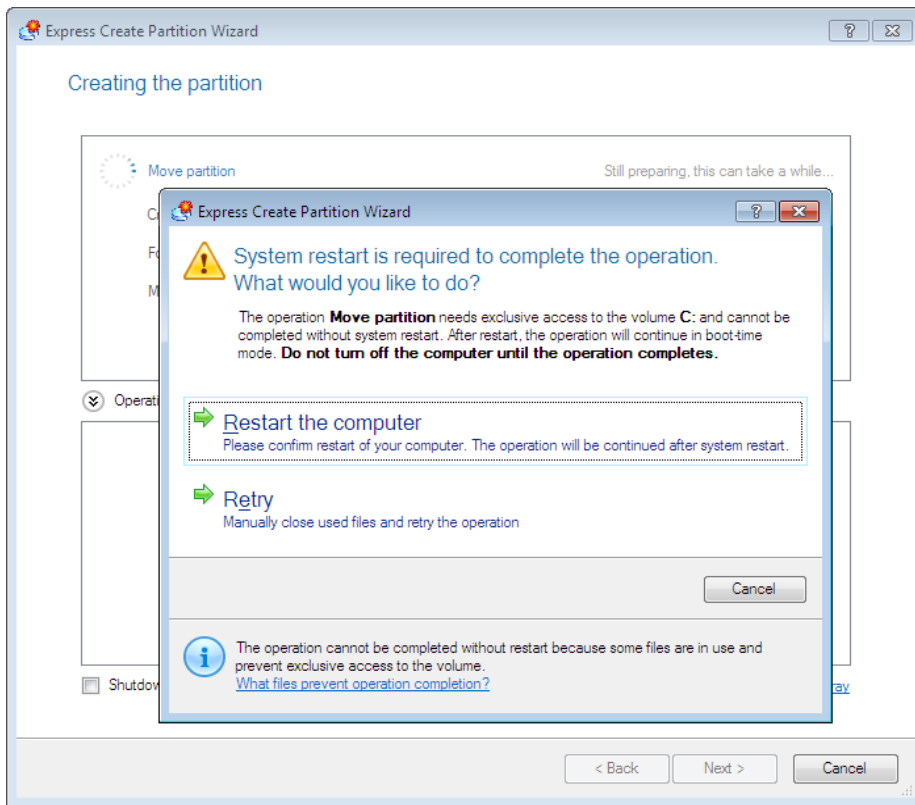 Express Create Partition Wizard
Creating the partition
Move partition
Still preparing, this can take a while...
Express Create Partition Wizard
System restart is required to complete the operation.
What would you like to do?
The operation Move partition needs exclusive access to the volume C: and cannot be
completed without system restart. After restart, the operation will continue in boot-time
mode. Do not turn off the computer until the operation completes.
Restart the computer
Please confirm restart of your computer. The operation will be continued after system restart.
Retry
Manually close used files and retry the operation
Cancel
The operation cannot be completed without restart because some files are in use and
prevent exclusive access to the volume.
What files prevent operation completion?
< Back
Next >
Cancel